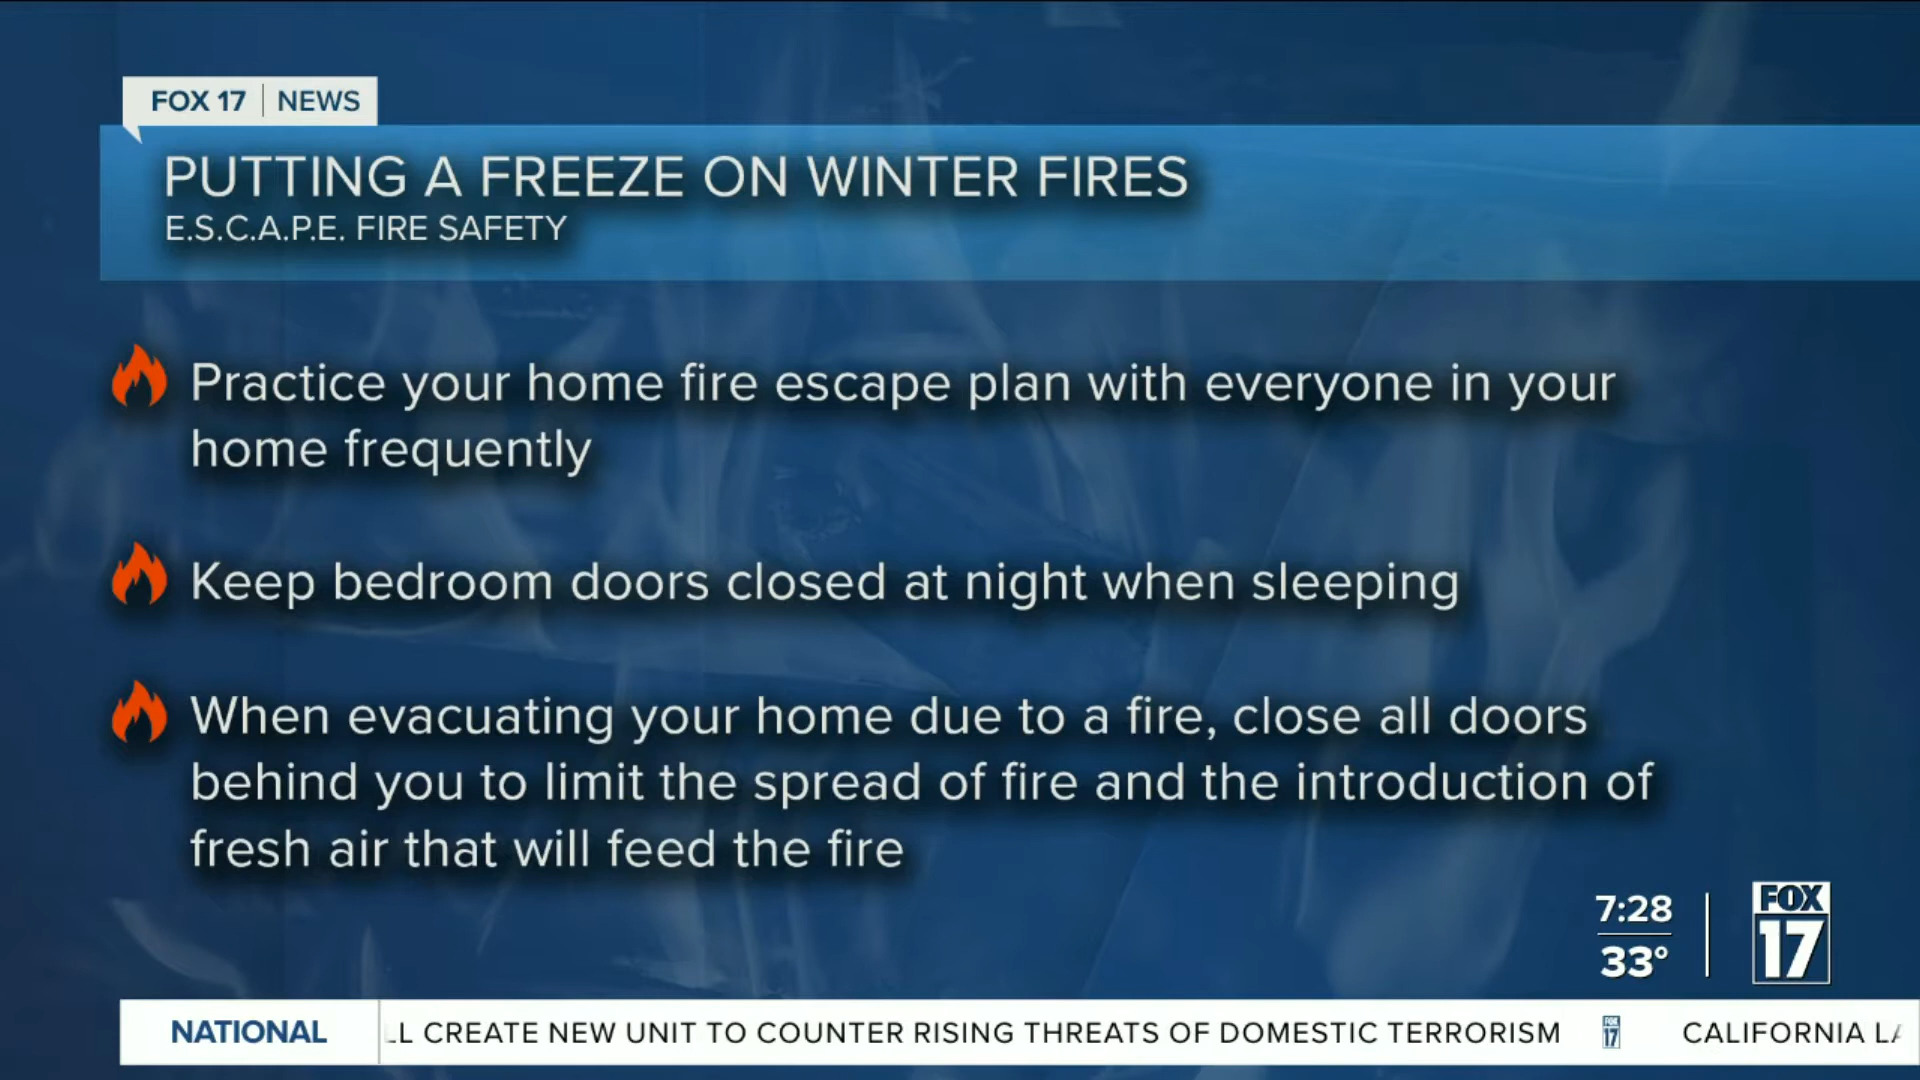 FOX 17 | NEWS
PUTTING A FREEZE ON WINTER FIRES
E.S.C.A.P.E. FIRE SAFETY
Practice your home fire escape plan with everyone in your
home frequently
Keep bedroom doors closed at night when sleeping
When evacuating your home due to a fire, close all doors
behind you to limit the spread of fire and the introduction of
fresh air that will feed the fire
7:28
33°
FOX
17
NATIONAL
CREATE NEW UNIT TO COUNTER RISING THREATS OF DOMESTIC TERRORISM FOX 17 CALIFORNIA